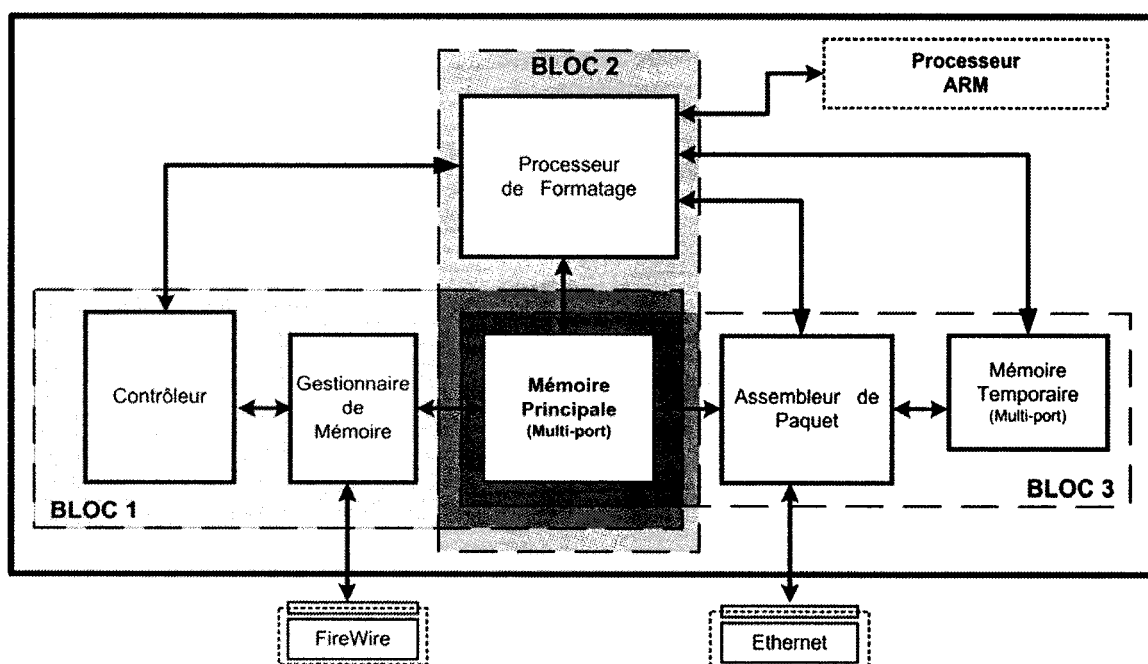 BLOC 2
Processeur
ARM
Processeur
de Formatage
Contrôleur
Gestionnaire
de
Mémoire
Mémoire
Principale
(Multi-port)
Assembleur de
Paquet
Mémoire
Temporaire
(Multi-port)
BLOC 1
BLOC 3
FireWire
Ethernet